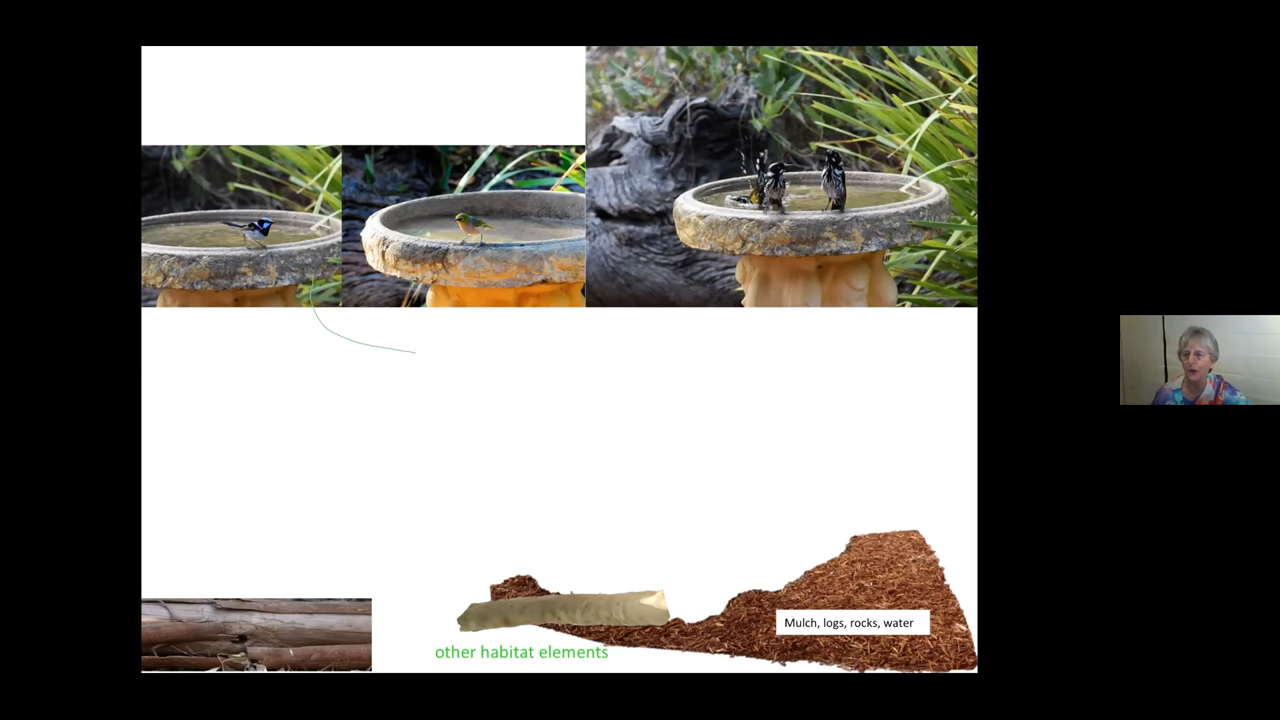 Mulch, logs, rocks, water
other habitat elements